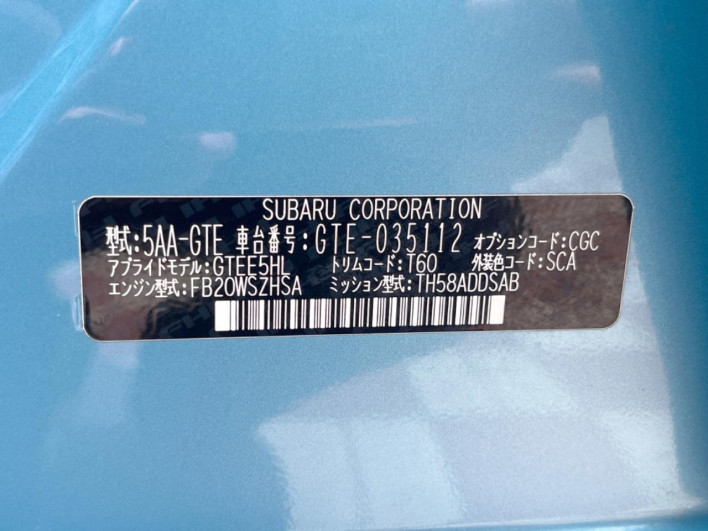 SUBARU CORPORATION
型式:5AA-GTE 車台番号:GTE-035112 オプションコード:CGC
アプライドモデル:GTEE5HL トリムコード:T60 外装色コード:SCA
エンジン型式:FB20WSZHSA ミッション型式:TH58ADDSAB